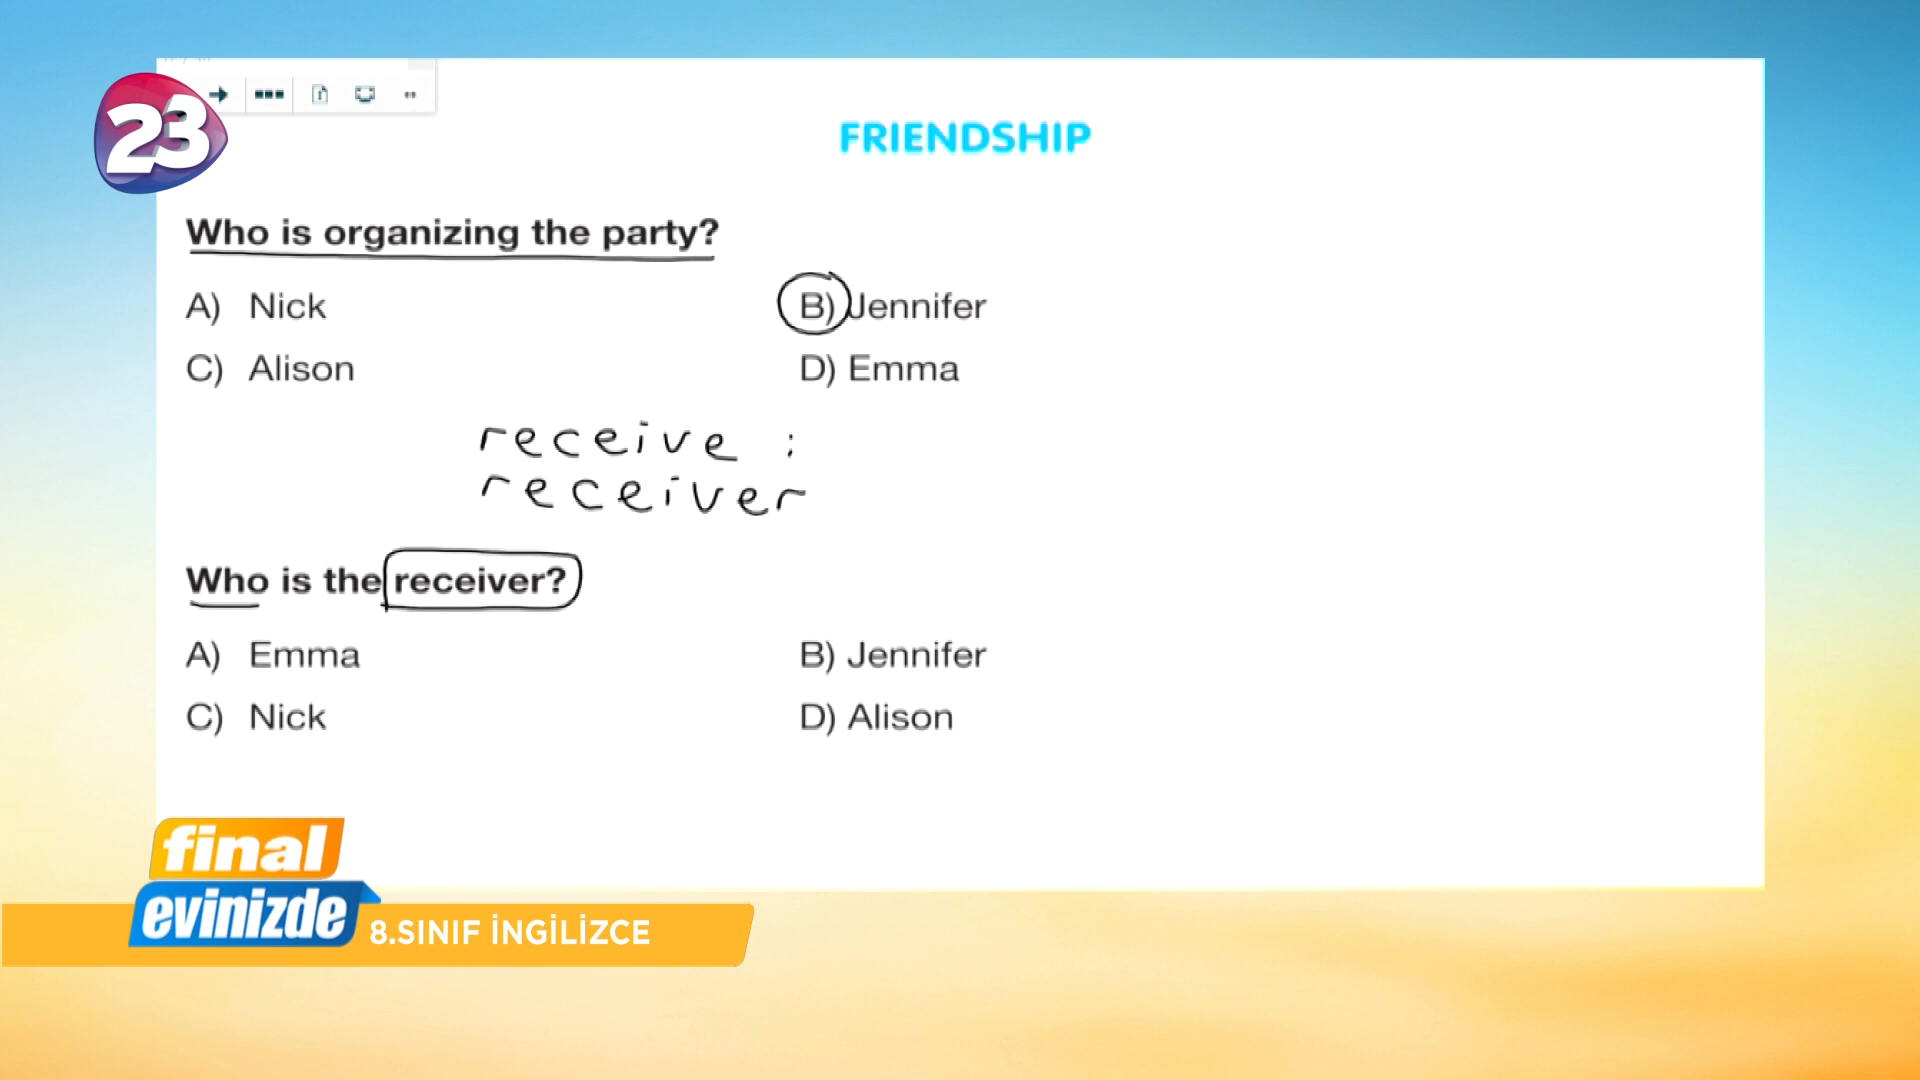 23
FRIENDSHIP
Who is organizing the party?
A) Nick
B) Jennifer
C) Alison
D) Emma
receive :
receiver
Who is the receiver?
A) Emma
B) Jennifer
C) Nick
D) Alison
final
evinizde
8.SINIF İNGİLİZCE